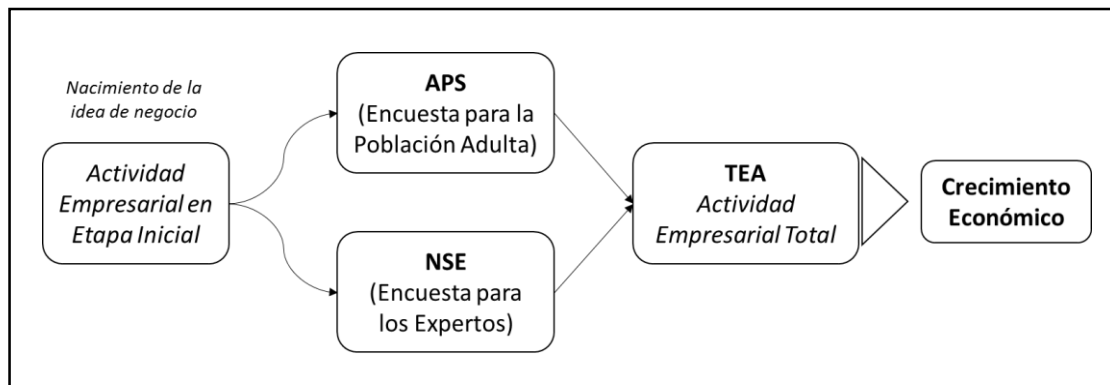 Nacimiento de la
idea de negocio
Actividad
Empresarial en
Etapa Inicial
APS
(Encuesta para la
Población Adulta)
NSE
(Encuesta para
los Expertos)
TEA
Actividad
Empresarial Total
Crecimiento
Económico